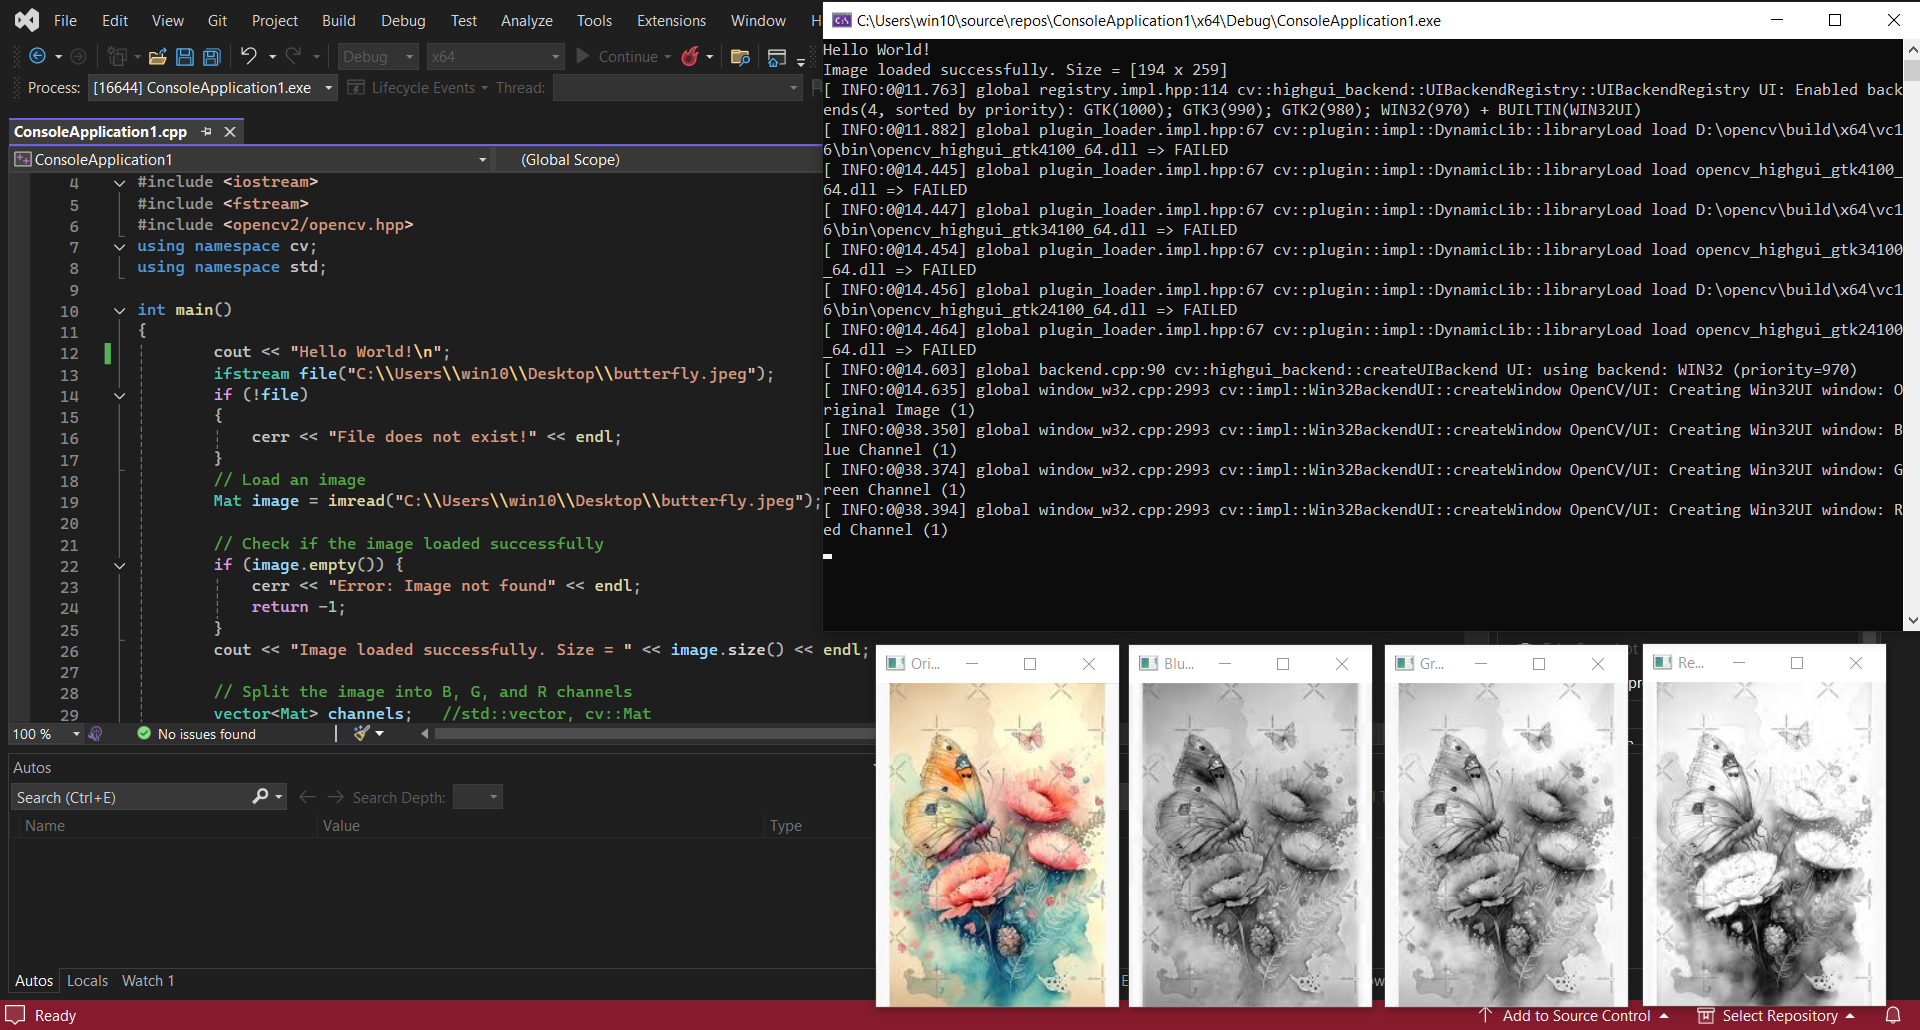 File Edit View Git Project Build Debug Test Analyze Tools Extensions Window H
Debug x64 Continue
Process: [16644] ConsoleApplication1.exe Lifecycle Events Thread:
ConsoleApplication1.cpp
ConsoleApplication1 (Global Scope)
4 #include <iostream>
5 #include <fstream>
6 #include <opencv2/opencv.hpp>
7 using namespace cv;
8 using namespace std;
9
10 int main()
11 {
12 cout << "Hello World!\n";
13 ifstream file("C:\\Users\\win10\\Desktop\\butterfly.jpeg");
14 if (!file)
15 {
16 cerr << "File does not exist!" << endl;
17 }
18 // Load an image
19 Mat image = imread("C:\\Users\\win10\\Desktop\\butterfly.jpeg");
20
21 // Check if the image loaded successfully
22 if (image.empty()) {
23 cerr << "Error: Image not found" << endl;
24 return -1;
25 }
26 cout << "Image loaded successfully. Size = " << image.size() << endl;
27
28 // Split the image into B, G, and R channels
29 vector<Mat> channels; //std::vector, cv::Mat
100 % No issues found
Autos
Search (Ctrl+E) Search Depth:
Name Value Type
Autos Locals Watch 1
Ready
C:\Users\win10\source\repos\ConsoleApplication1\x64\Debug\ConsoleApplication1.exe
Hello World!
Image loaded successfully. Size = [194 x 259]
[ INFO:0@11.763] global registry.impl.hpp:114 cv::highgui_backend::UIBackendRegistry::UIBackendRegistry UI: Enabled back
ends(4, sorted by priority): GTK(1000); GTK3(990); GTK2(980); WIN32(970) + BUILTIN(WIN32UI)
[ INFO:0@11.882] global plugin_loader.impl.hpp:67 cv::plugin::impl::DynamicLib::libraryLoad load D:\opencv\build\x64\vc1
6\bin\opencv_highgui_gtk4100_64.dll => FAILED
[ INFO:0@14.445] global plugin_loader.impl.hpp:67 cv::plugin::impl::DynamicLib::libraryLoad load opencv_highgui_gtk4100_
64.dll => FAILED
[ INFO:0@14.447] global plugin_loader.impl.hpp:67 cv::plugin::impl::DynamicLib::libraryLoad load D:\opencv\build\x64\vc1
6\bin\opencv_highgui_gtk34100_64.dll => FAILED
[ INFO:0@14.454] global plugin_loader.impl.hpp:67 cv::plugin::impl::DynamicLib::libraryLoad load opencv_highgui_gtk34100
_64.dll => FAILED
[ INFO:0@14.456] global plugin_loader.impl.hpp:67 cv::plugin::impl::DynamicLib::libraryLoad load D:\opencv\build\x64\vc1
6\bin\opencv_highgui_gtk24100_64.dll => FAILED
[ INFO:0@14.464] global plugin_loader.impl.hpp:67 cv::plugin::impl::DynamicLib::libraryLoad load opencv_highgui_gtk24100
_64.dll => FAILED
[ INFO:0@14.603] global backend.cpp:90 cv::highgui_backend::createUIBackend UI: using backend: WIN32 (priority=970)
[ INFO:0@14.635] global window_w32.cpp:2993 cv::impl::Win32BackendUI::createWindow OpenCV/UI: Creating Win32UI window: O
riginal Image (1)
[ INFO:0@38.350] global window_w32.cpp:2993 cv::impl::Win32BackendUI::createWindow OpenCV/UI: Creating Win32UI window: B
lue Channel (1)
[ INFO:0@38.374] global window_w32.cpp:2993 cv::impl::Win32BackendUI::createWindow OpenCV/UI: Creating Win32UI window: G
reen Channel (1)
[ INFO:0@38.394] global window_w32.cpp:2993 cv::impl::Win32BackendUI::createWindow OpenCV/UI: Creating Win32UI window: R
ed Channel (1)
Ori... Blu... Gr... Re...
Add to Source Control Select Repository